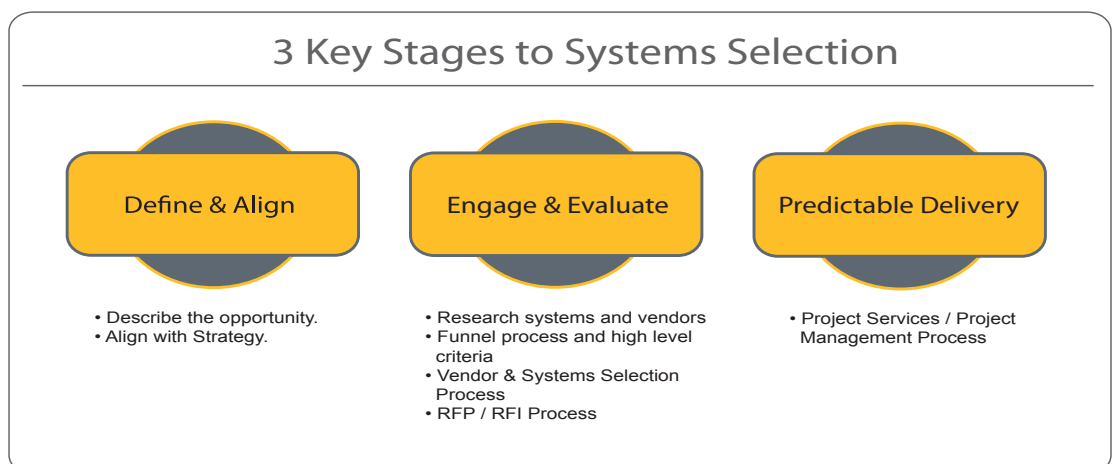 3 Key Stages to Systems Selection
Define & Align
Engage & Evaluate
Predictable Delivery
• Describe the opportunity.
• Align with Strategy.
• Research systems and vendors
• Funnel process and high level
criteria
• Vendor & Systems Selection
Process
• RFP / RFI Process
• Project Services / Project
Management Process